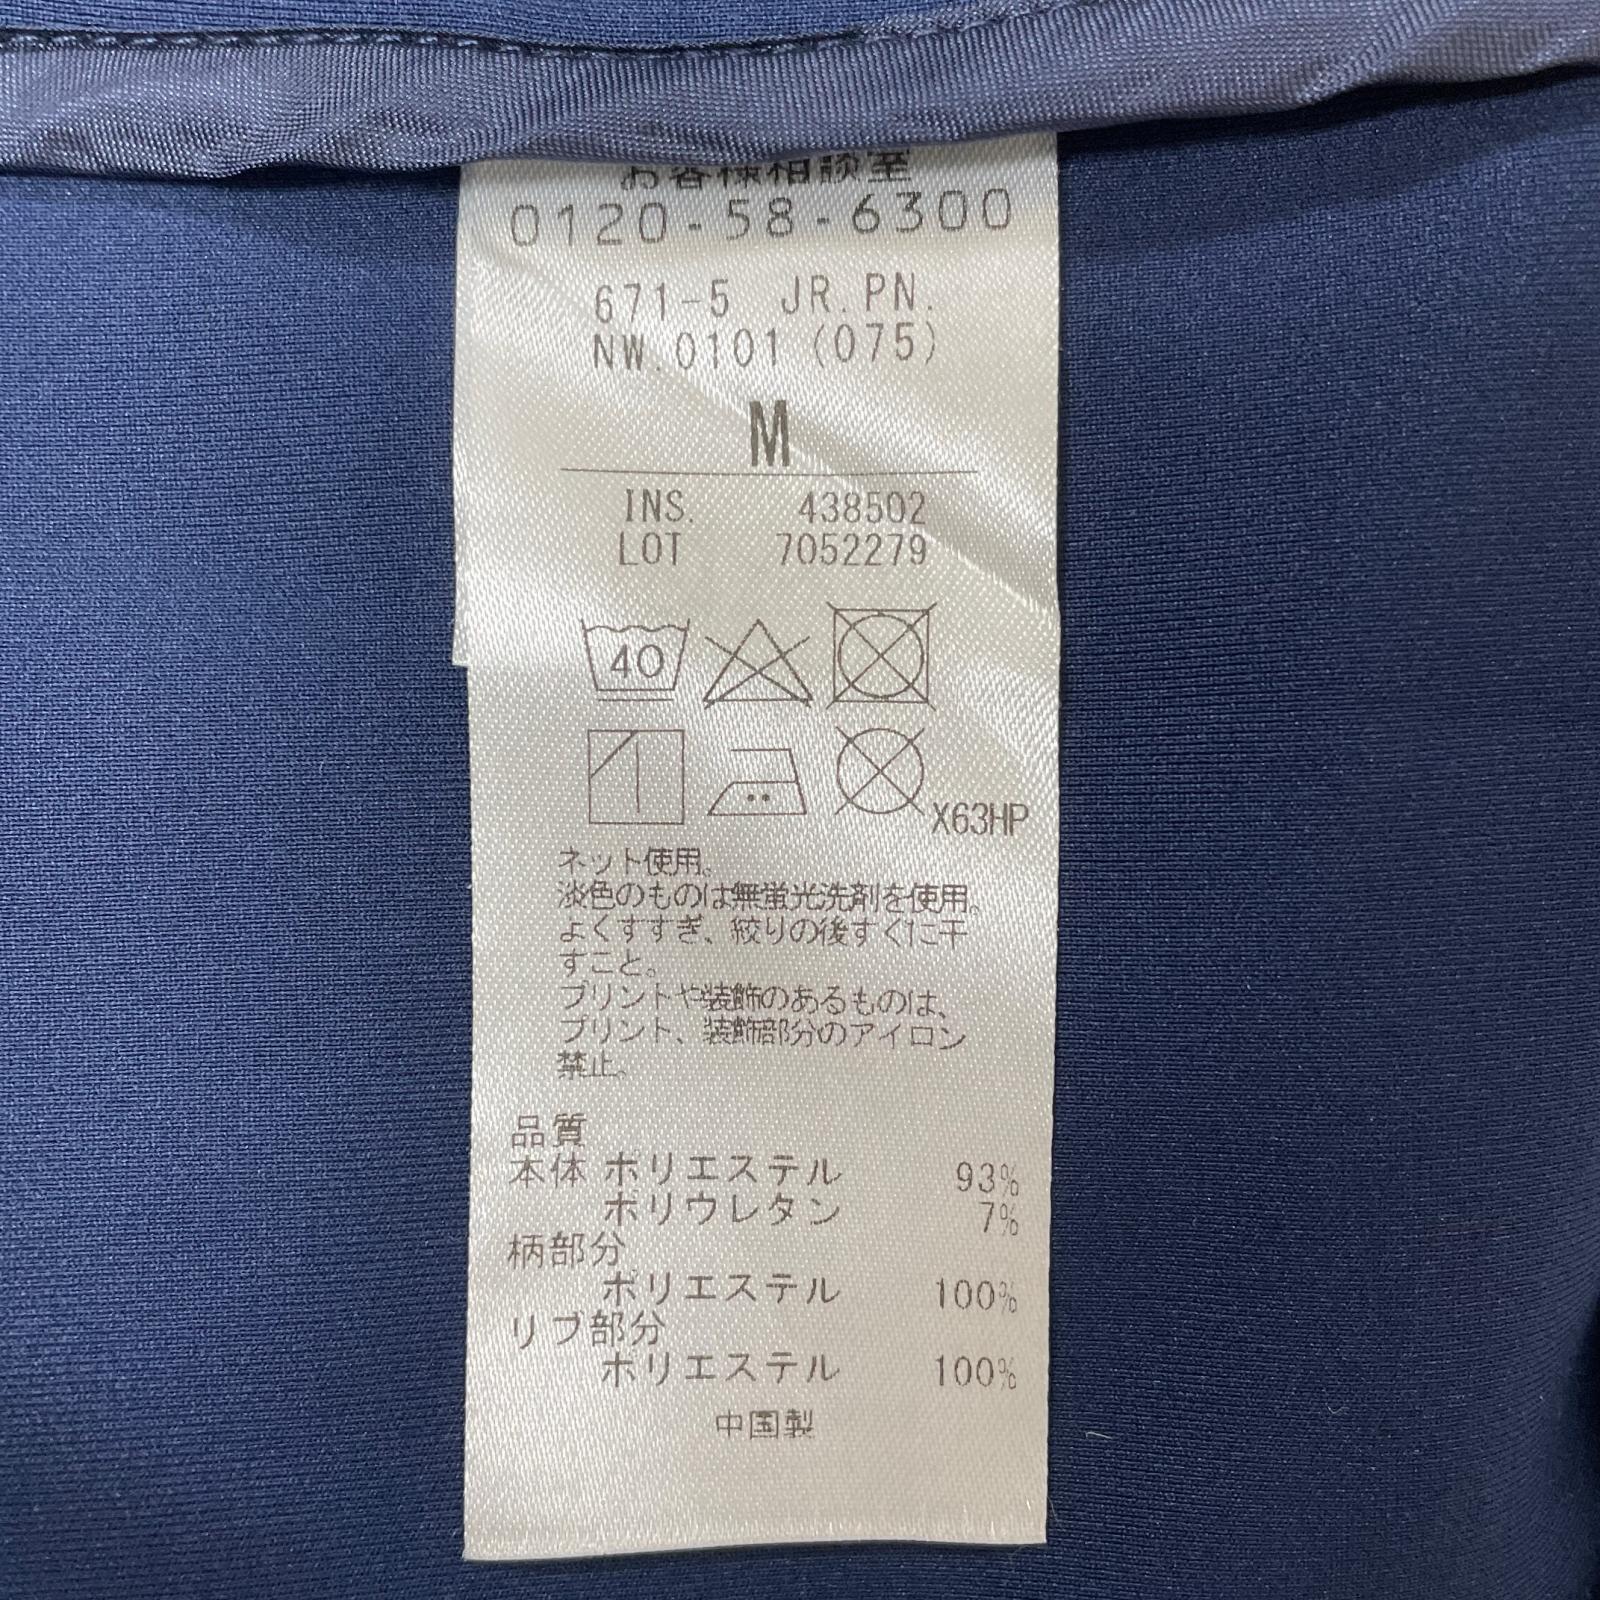 お客様相談室
0120-58-6300
671-5 JR.PN.
NW.0101 (075)
M
INS. 438502
LOT 7052279
40
X63HP
ネット使用。
淡色のものは無蛍光洗剤を使用。
よくすすぎ、絞りの後すぐに干
すこと。
プリントや装飾のあるものは、
プリント、装飾部分のアイロン
禁止。
品質
本体 ポリエステル 93%
ポリウレタン 7%
柄部分
ポリエステル 100%
リブ部分
ポリエステル 100%
中国製